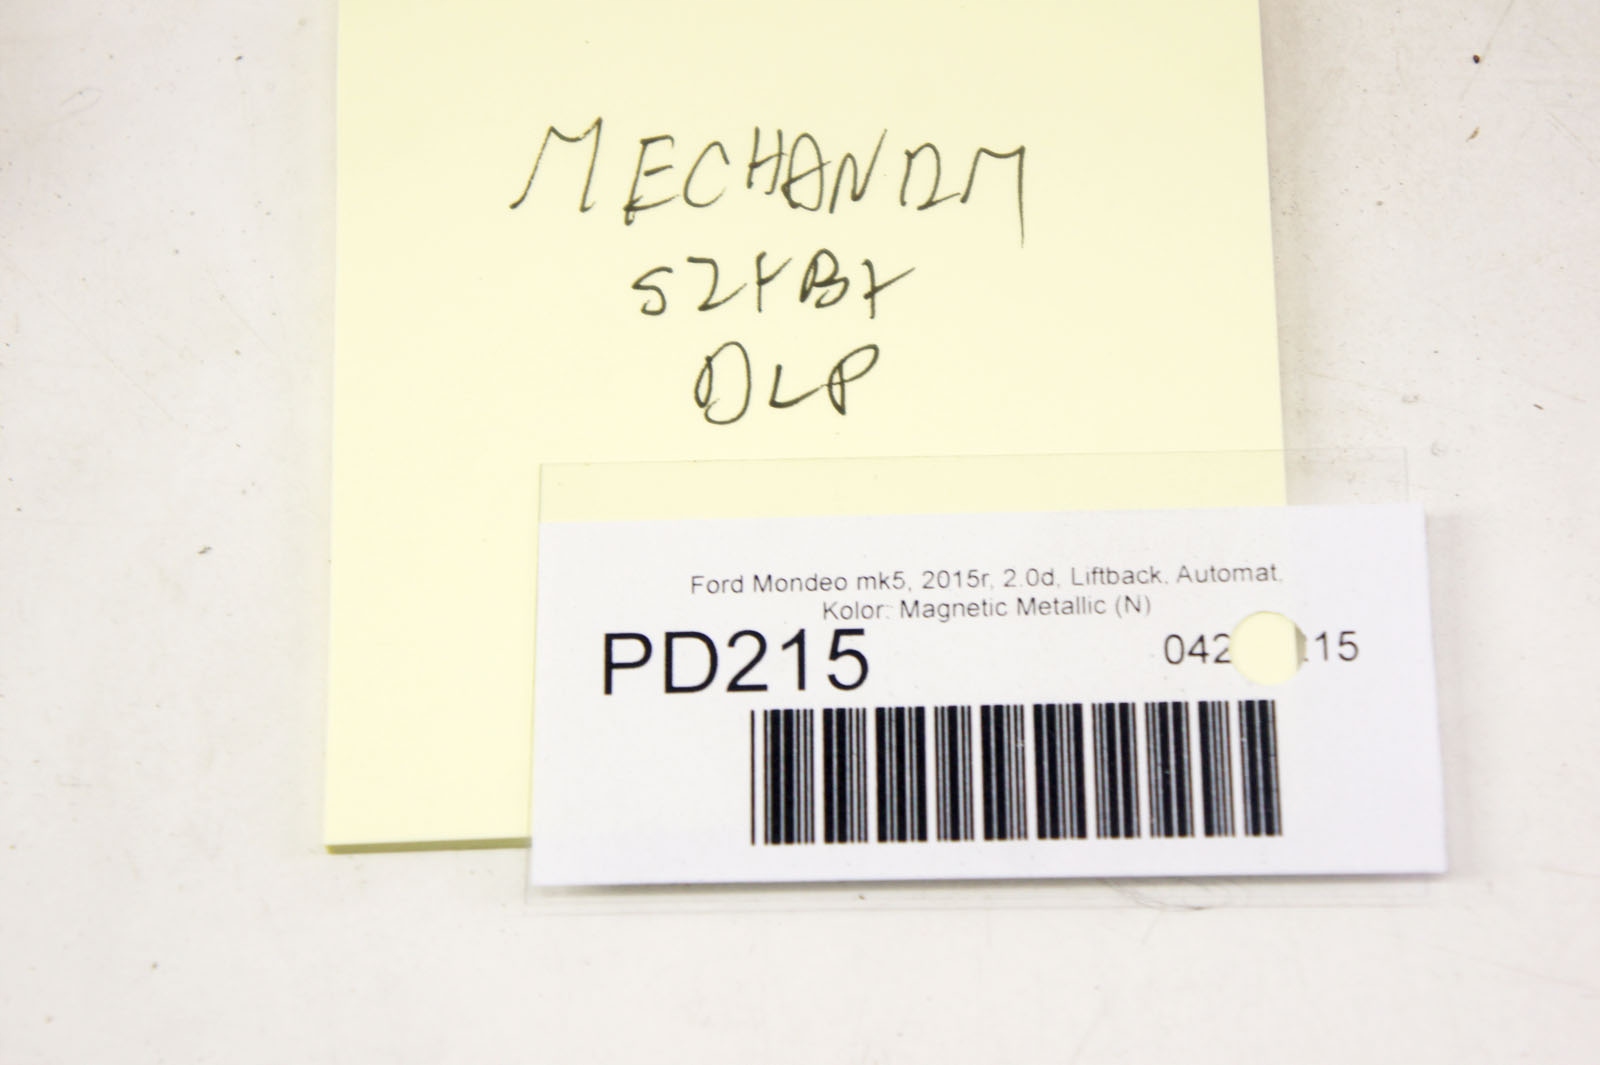 MECHANIZM
SZYBY
DLP
Ford Mondeo mk5, 2015r, 2.0d, Liftback, Automat,
Kolor: Magnetic Metallic (N)
PD215